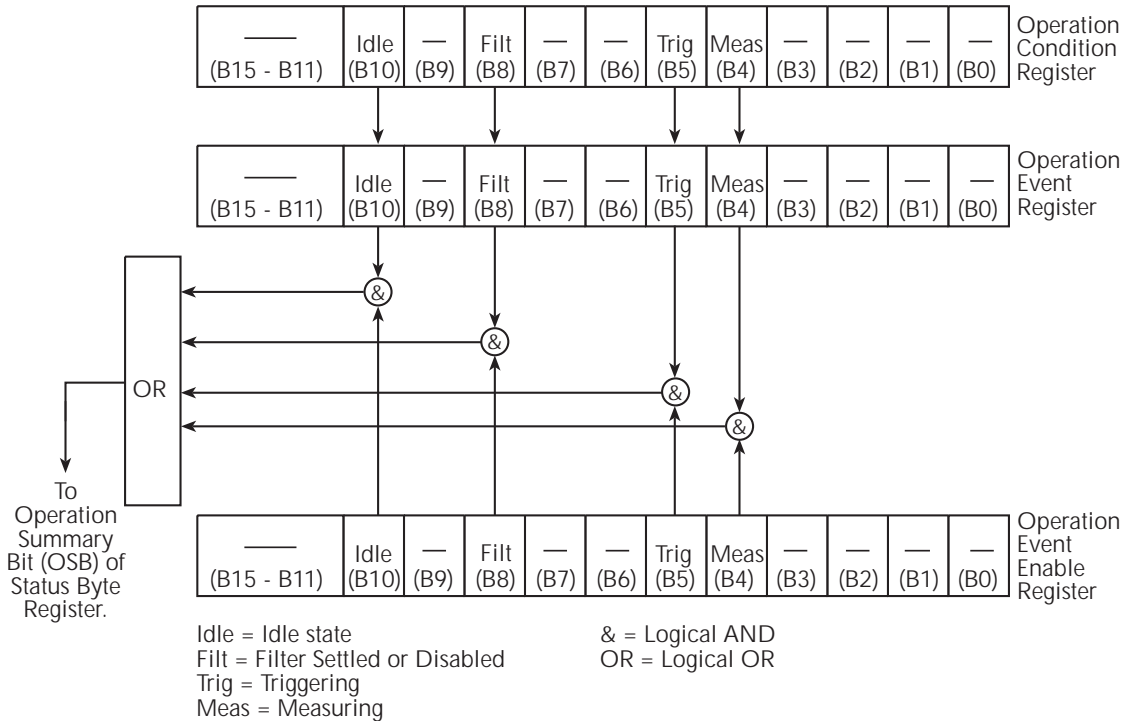 — Idle — Filt — — Trig Meas — — — —
(B15 - B11) (B10) (B9) (B8) (B7) (B6) (B5) (B4) (B3) (B2) (B1) (B0)
Operation
Condition
Register
— Idle — Filt — — Trig Meas — — — —
(B15 - B11) (B10) (B9) (B8) (B7) (B6) (B5) (B4) (B3) (B2) (B1) (B0)
Operation
Event
Register
&
&
&
&
OR
To
Operation
Summary
Bit (OSB) of
Status Byte
Register.
— Idle — Filt — — Trig Meas — — — —
(B15 - B11) (B10) (B9) (B8) (B7) (B6) (B5) (B4) (B3) (B2) (B1) (B0)
Operation
Event
Enable
Register
Idle = Idle state
Filt = Filter Settled or Disabled
Trig = Triggering
Meas = Measuring
& = Logical AND
OR = Logical OR